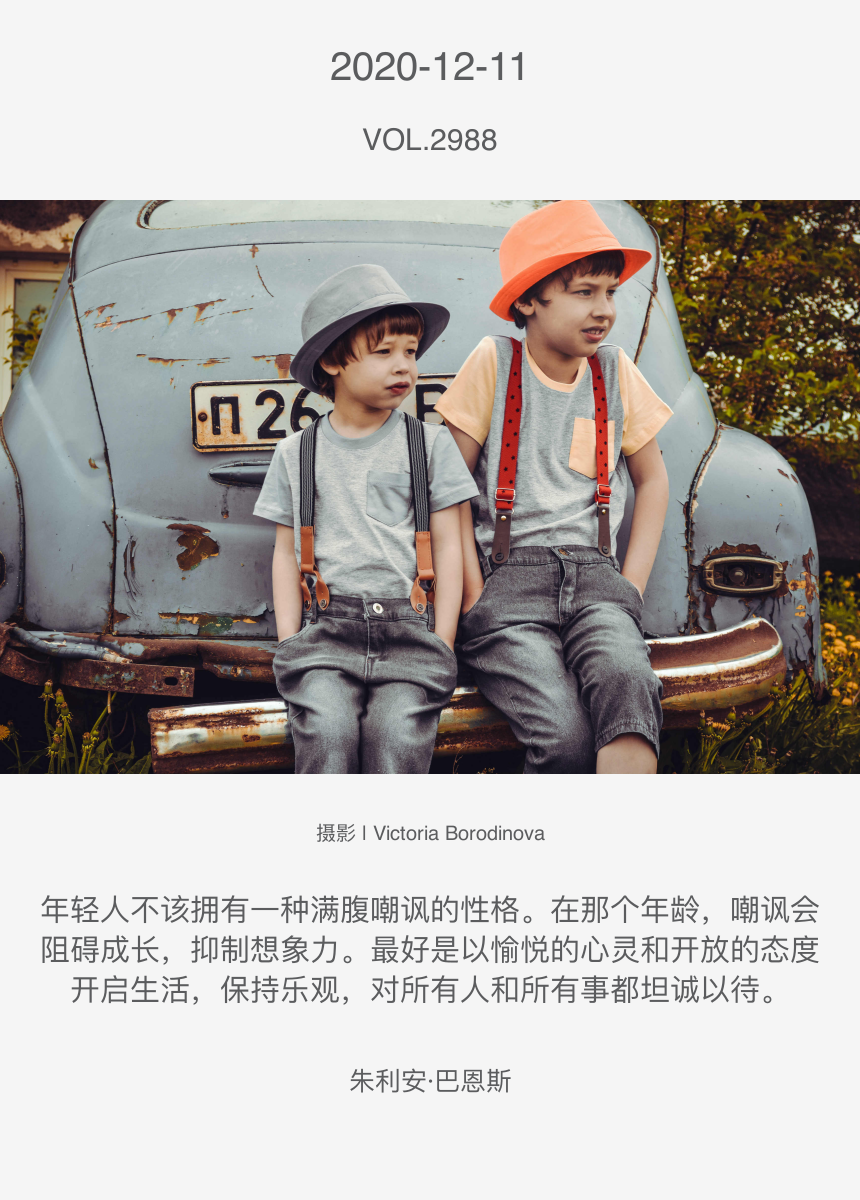 2020-12-11
VOL.2988
П 26 В
摄影 l Victoria Borodinova
年轻人不该拥有一种满腹嘲讽的性格。在那个年龄，嘲讽会
阻碍成长，抑制想象力。最好是以愉悦的心灵和开放的态度
开启生活，保持乐观，对所有人和所有事都坦诚以待。
朱利安·巴恩斯